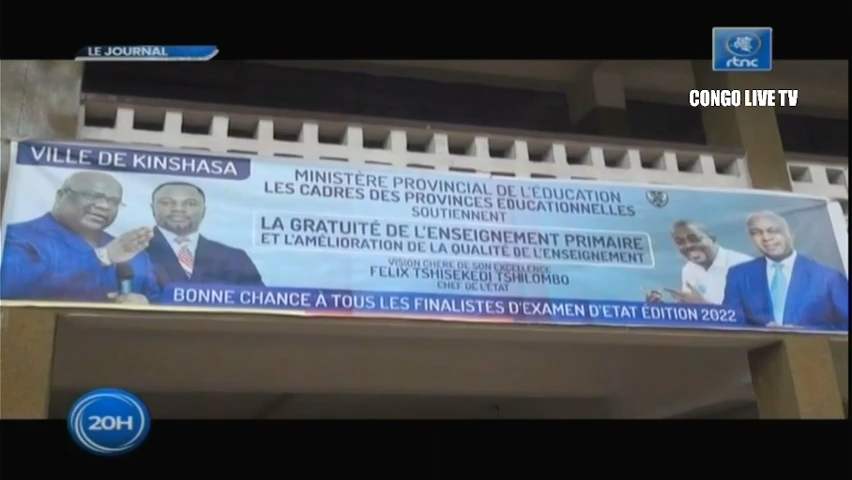 LE JOURNAL
rtnc
CONGO LIVE TV
VILLE DE KINSHASA
MINISTÈRE PROVINCIAL DE L'ÉDUCATION
LES CADRES DES PROVINCES EDUCATIONNELLES
SOUTIENNENT
LA GRATUITÉ DE L'ENSEIGNEMENT PRIMAIRE
ET L'AMÉLIORATION DE LA QUALITÉ DE L'ENSEIGNEMENT
VISION CHÈRE DE SON EXCELLENCE
FELIX TSHISEKEDI TSHILOMBO
CHEF DE L'ÉTAT
BONNE CHANCE À TOUS LES FINALISTES D'EXAMEN D'ETAT ÉDITION 2022
20H